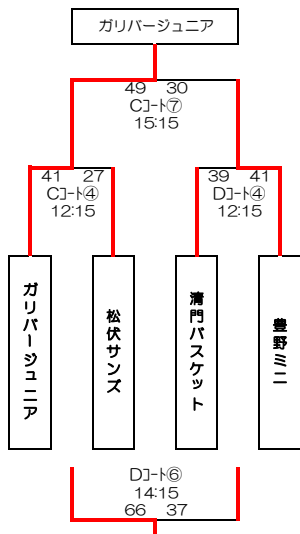 ガリバージュニア
49 30
Cコート⑦
15:15
41 27
Cコート④
12:15
39 41
Dコート④
12:15
ガリバージュニア
松伏サンズ
清門バスケット
豊野ミニ
Dコート⑥
14:15
66 37